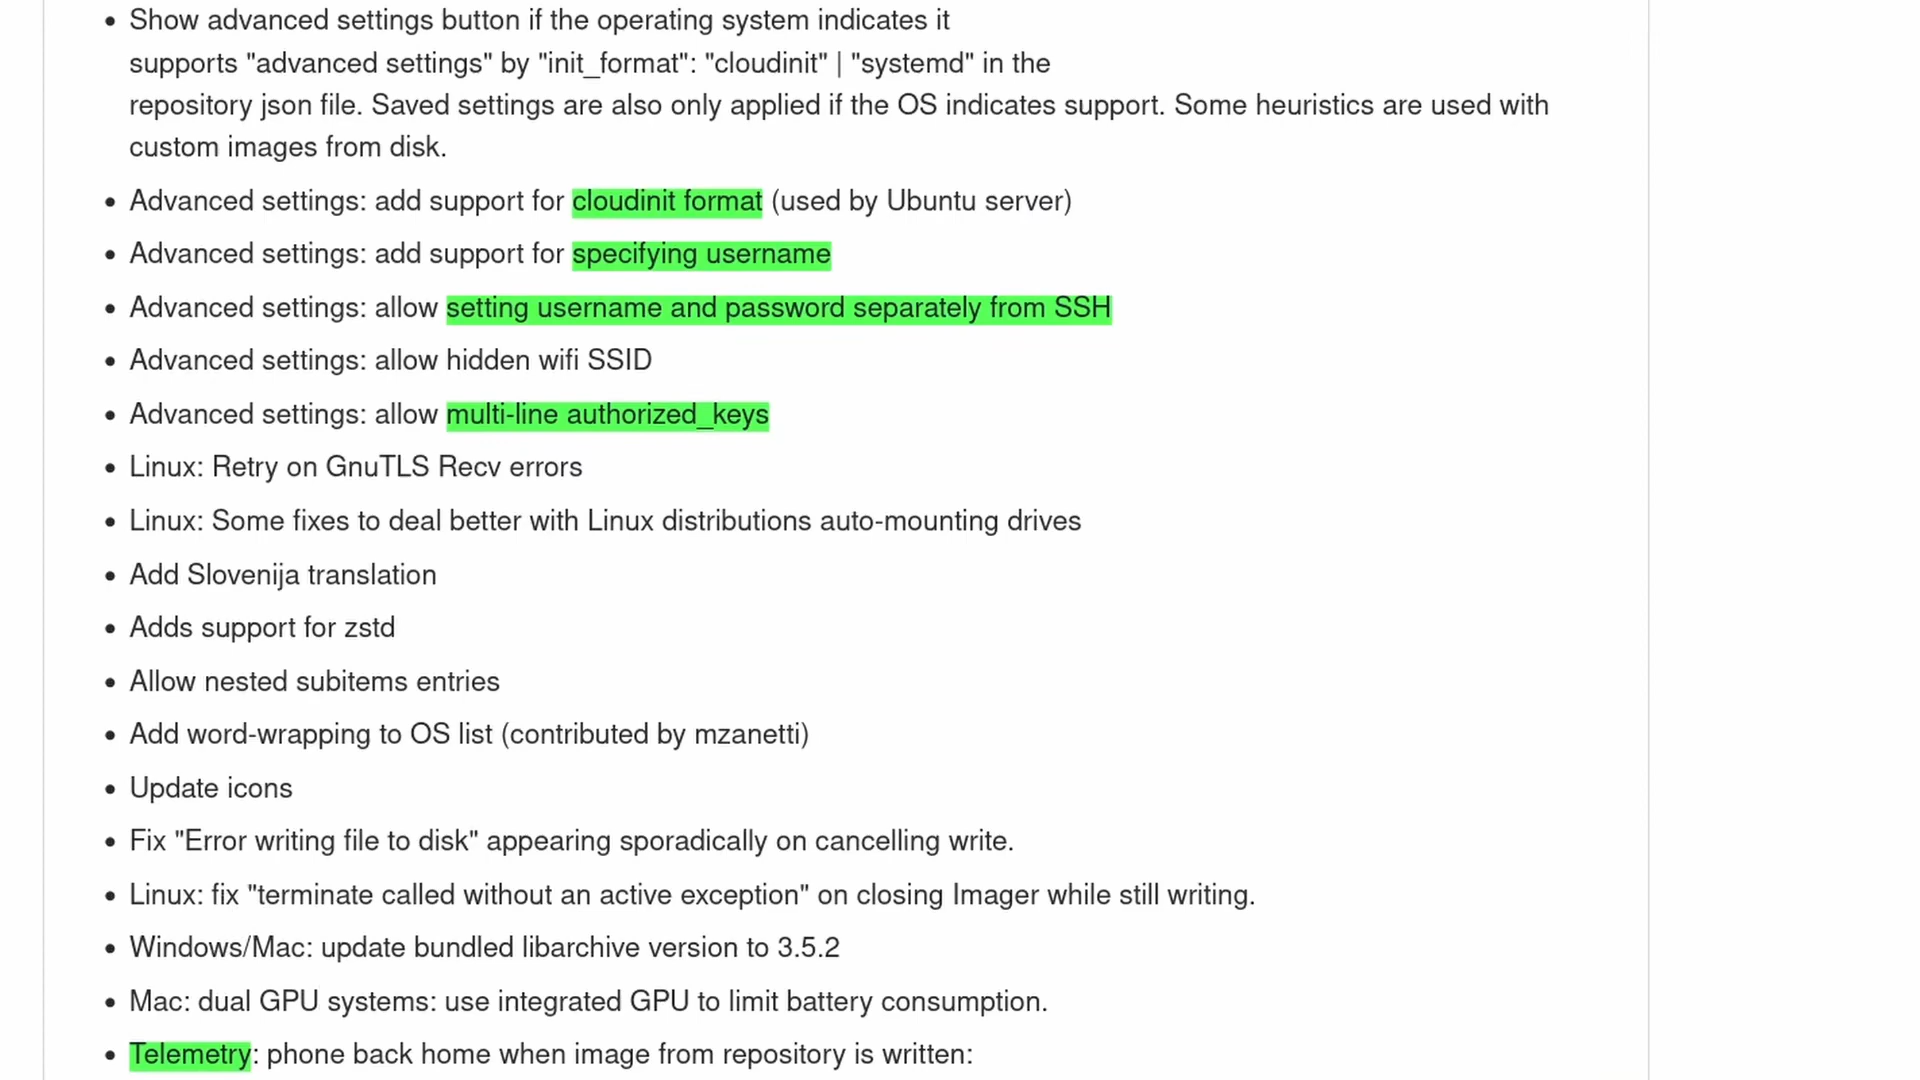 • Show advanced settings button if the operating system indicates it
supports "advanced settings" by "init_format": "cloudinit" | "systemd" in the
repository json file. Saved settings are also only applied if the OS indicates support. Some heuristics are used with
custom images from disk.
• Advanced settings: add support for cloudinit format (used by Ubuntu server)
• Advanced settings: add support for specifying username
• Advanced settings: allow setting username and password separately from SSH
• Advanced settings: allow hidden wifi SSID
• Advanced settings: allow multi-line authorized_keys
• Linux: Retry on GnuTLS Recv errors
• Linux: Some fixes to deal better with Linux distributions auto-mounting drives
• Add Slovenija translation
• Adds support for zstd
• Allow nested subitems entries
• Add word-wrapping to OS list (contributed by mzanetti)
• Update icons
• Fix "Error writing file to disk" appearing sporadically on cancelling write.
• Linux: fix "terminate called without an active exception" on closing Imager while still writing.
• Windows/Mac: update bundled libarchive version to 3.5.2
• Mac: dual GPU systems: use integrated GPU to limit battery consumption.
• Telemetry: phone back home when image from repository is written: